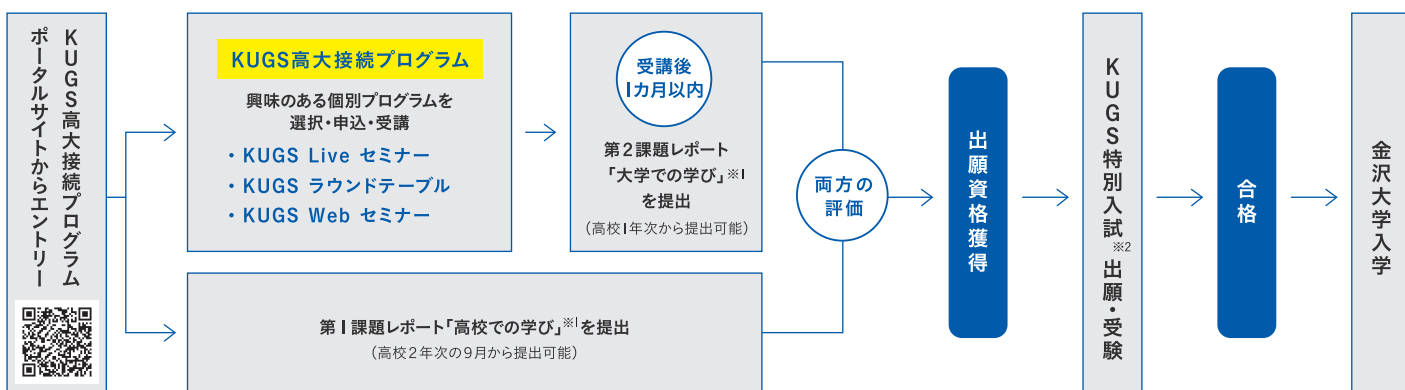 KUGS高大接続プログラム
ポータルサイトからエントリー
KUGS高大接続プログラム
興味のある個別プログラムを
選択・申込・受講
・KUGS Live セミナー
・KUGS ラウンドテーブル
・KUGS Web セミナー
受講後
1カ月以内
第2課題レポート
「大学での学び」※1
を提出
(高校1年次から提出可能)
第1課題レポート「高校での学び」※1を提出
(高校2年次の9月から提出可能)
両方の
評価
出願資格獲得
KUGS特別入試※2出願・受験
合格
金沢大学入学